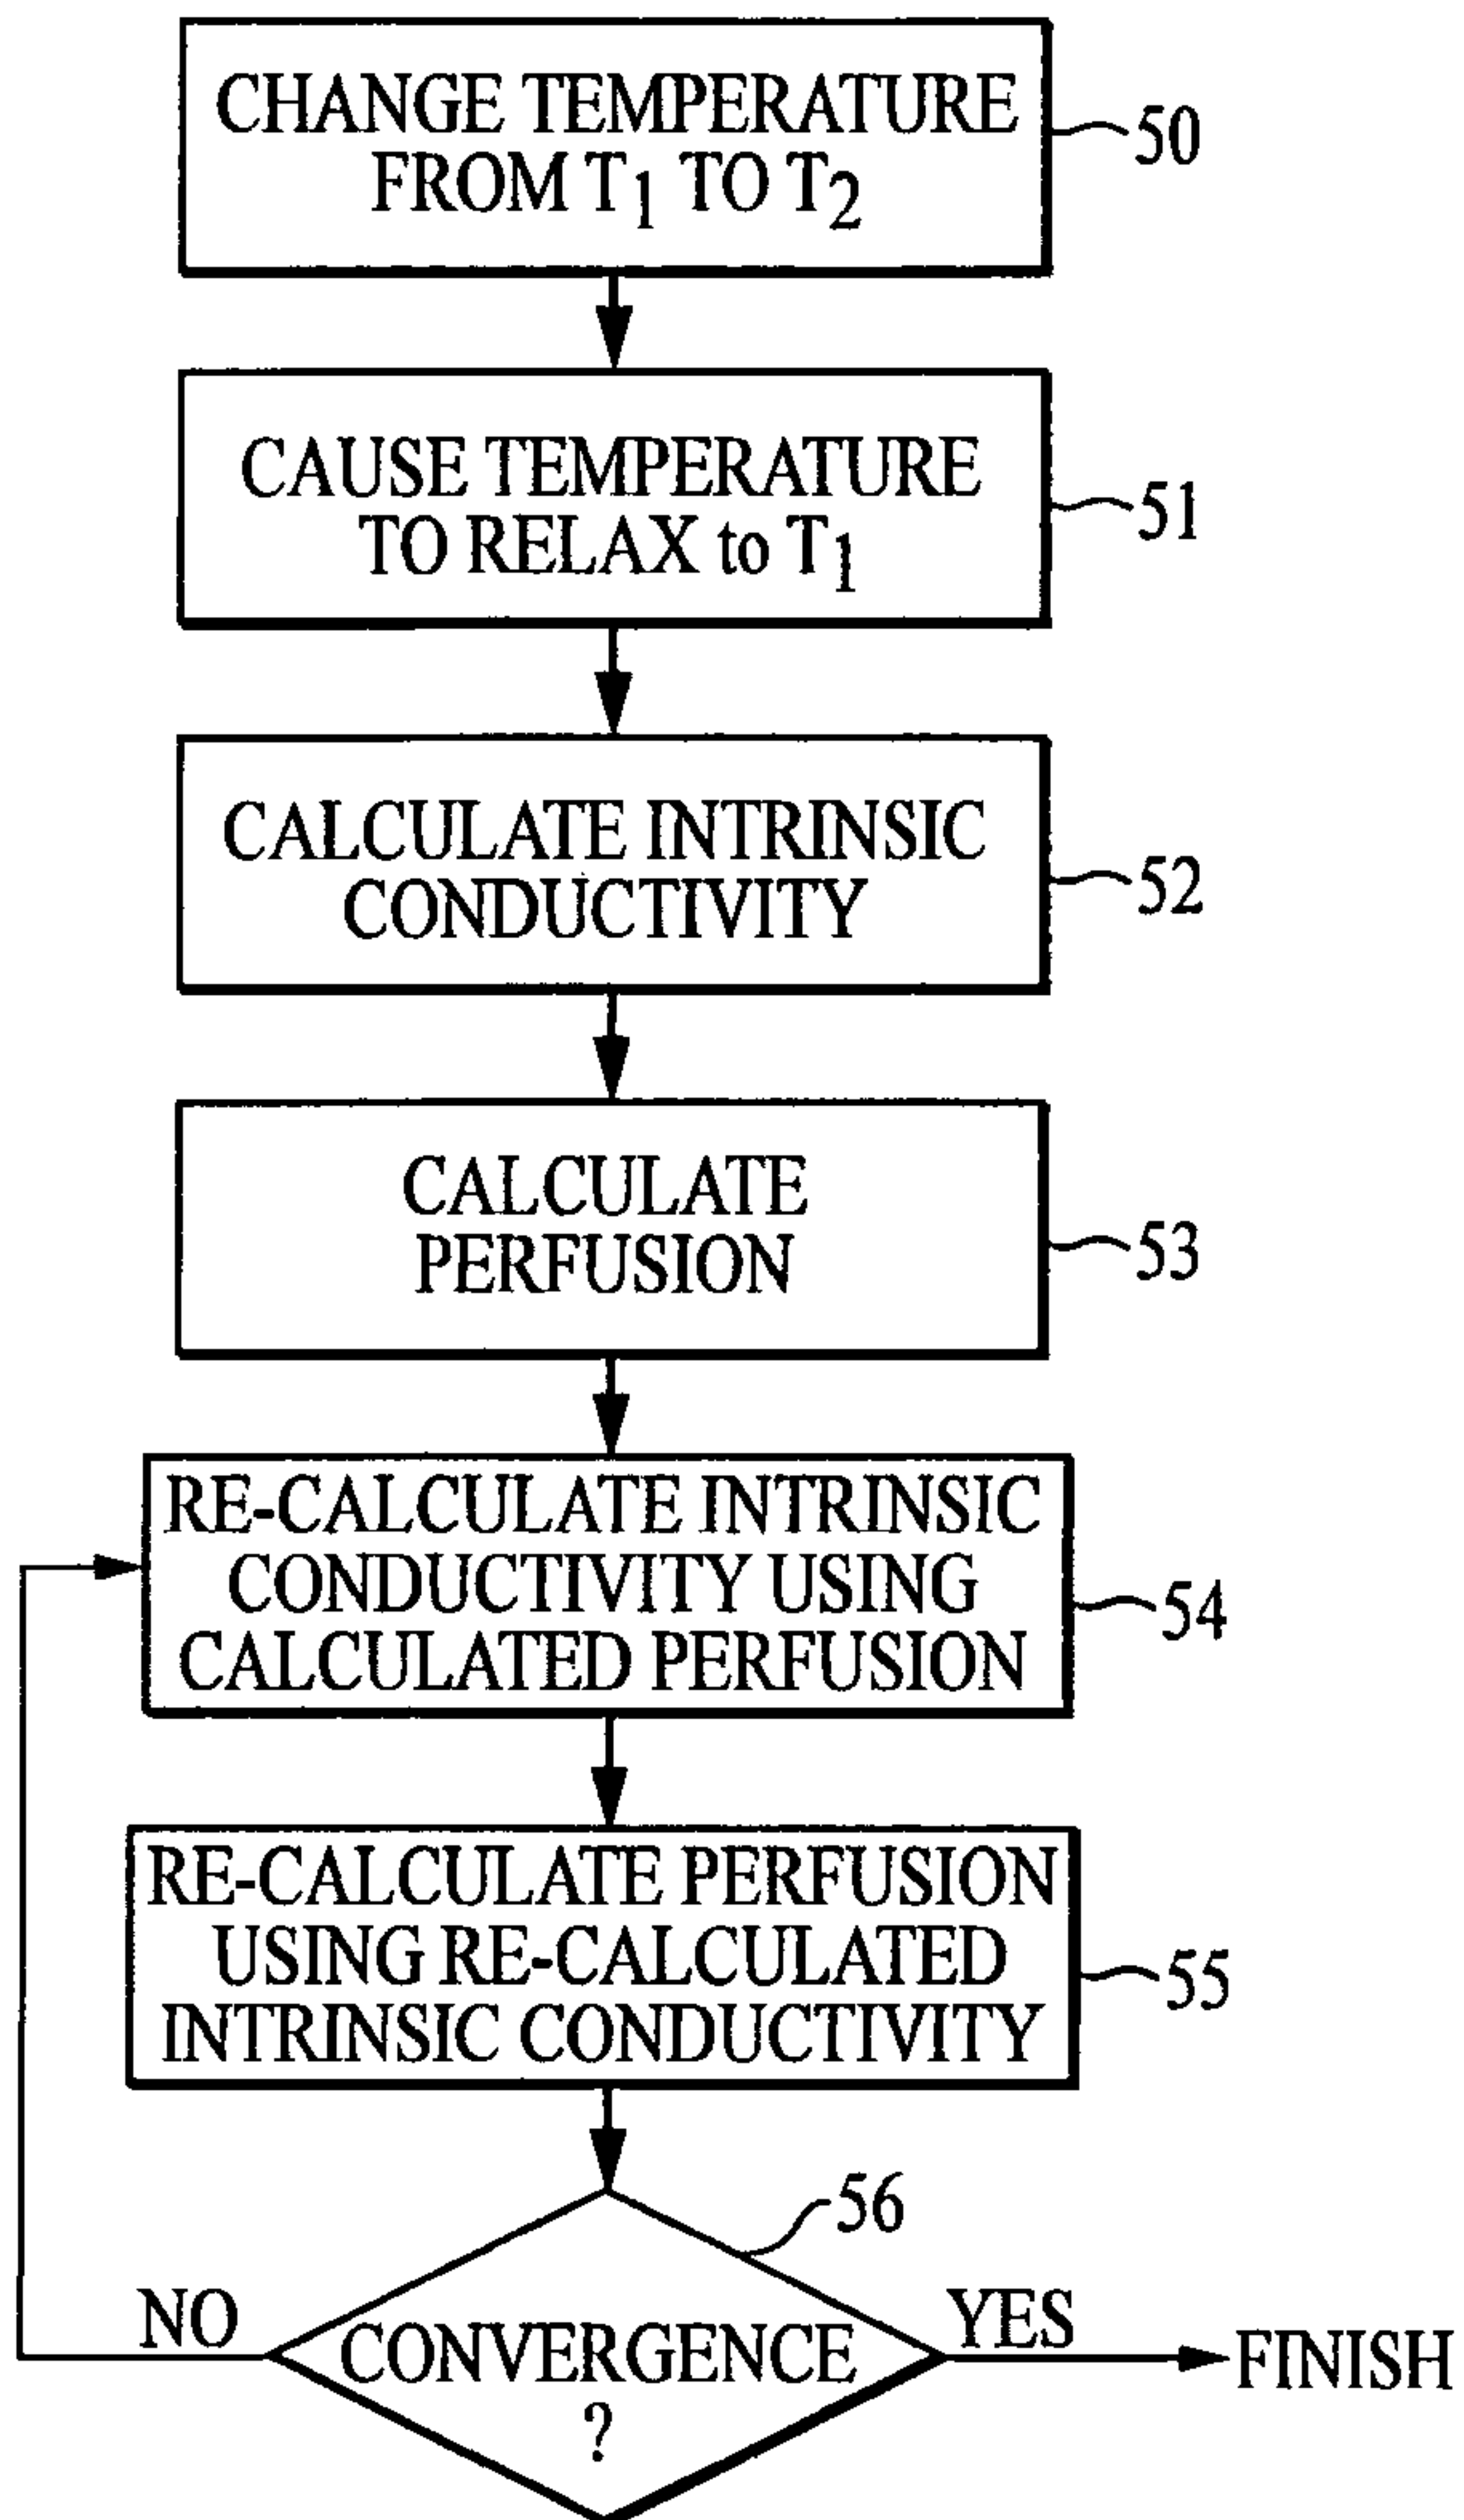 CHANGE TEMPERATURE
FROM T1 TO T2
50
CAUSE TEMPERATURE
TO RELAX to T1
51
CALCULATE INTRINSIC
CONDUCTIVITY
52
CALCULATE
PERFUSION
53
RE-CALCULATE INTRINSIC
CONDUCTIVITY USING
CALCULATED PERFUSION
54
RE-CALCULATE PERFUSION
USING RE-CALCULATED
INTRINSIC CONDUCTIVITY
55
56
NO
CONVERGENCE
?
YES
FINISH